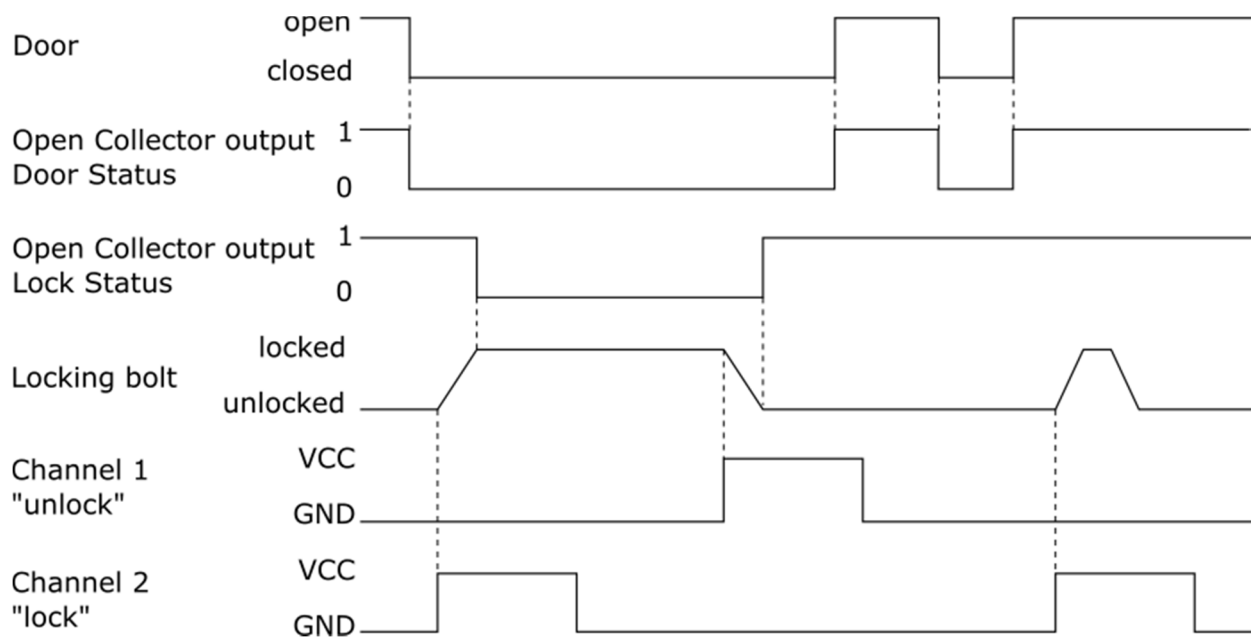 open
Door
closed
Open Collector output 1
Door Status
0
Open Collector output 1
Lock Status
0
locked
Locking bolt
unlocked
VCC
Channel 1
"unlock"
GND
VCC
Channel 2
"lock"
GND